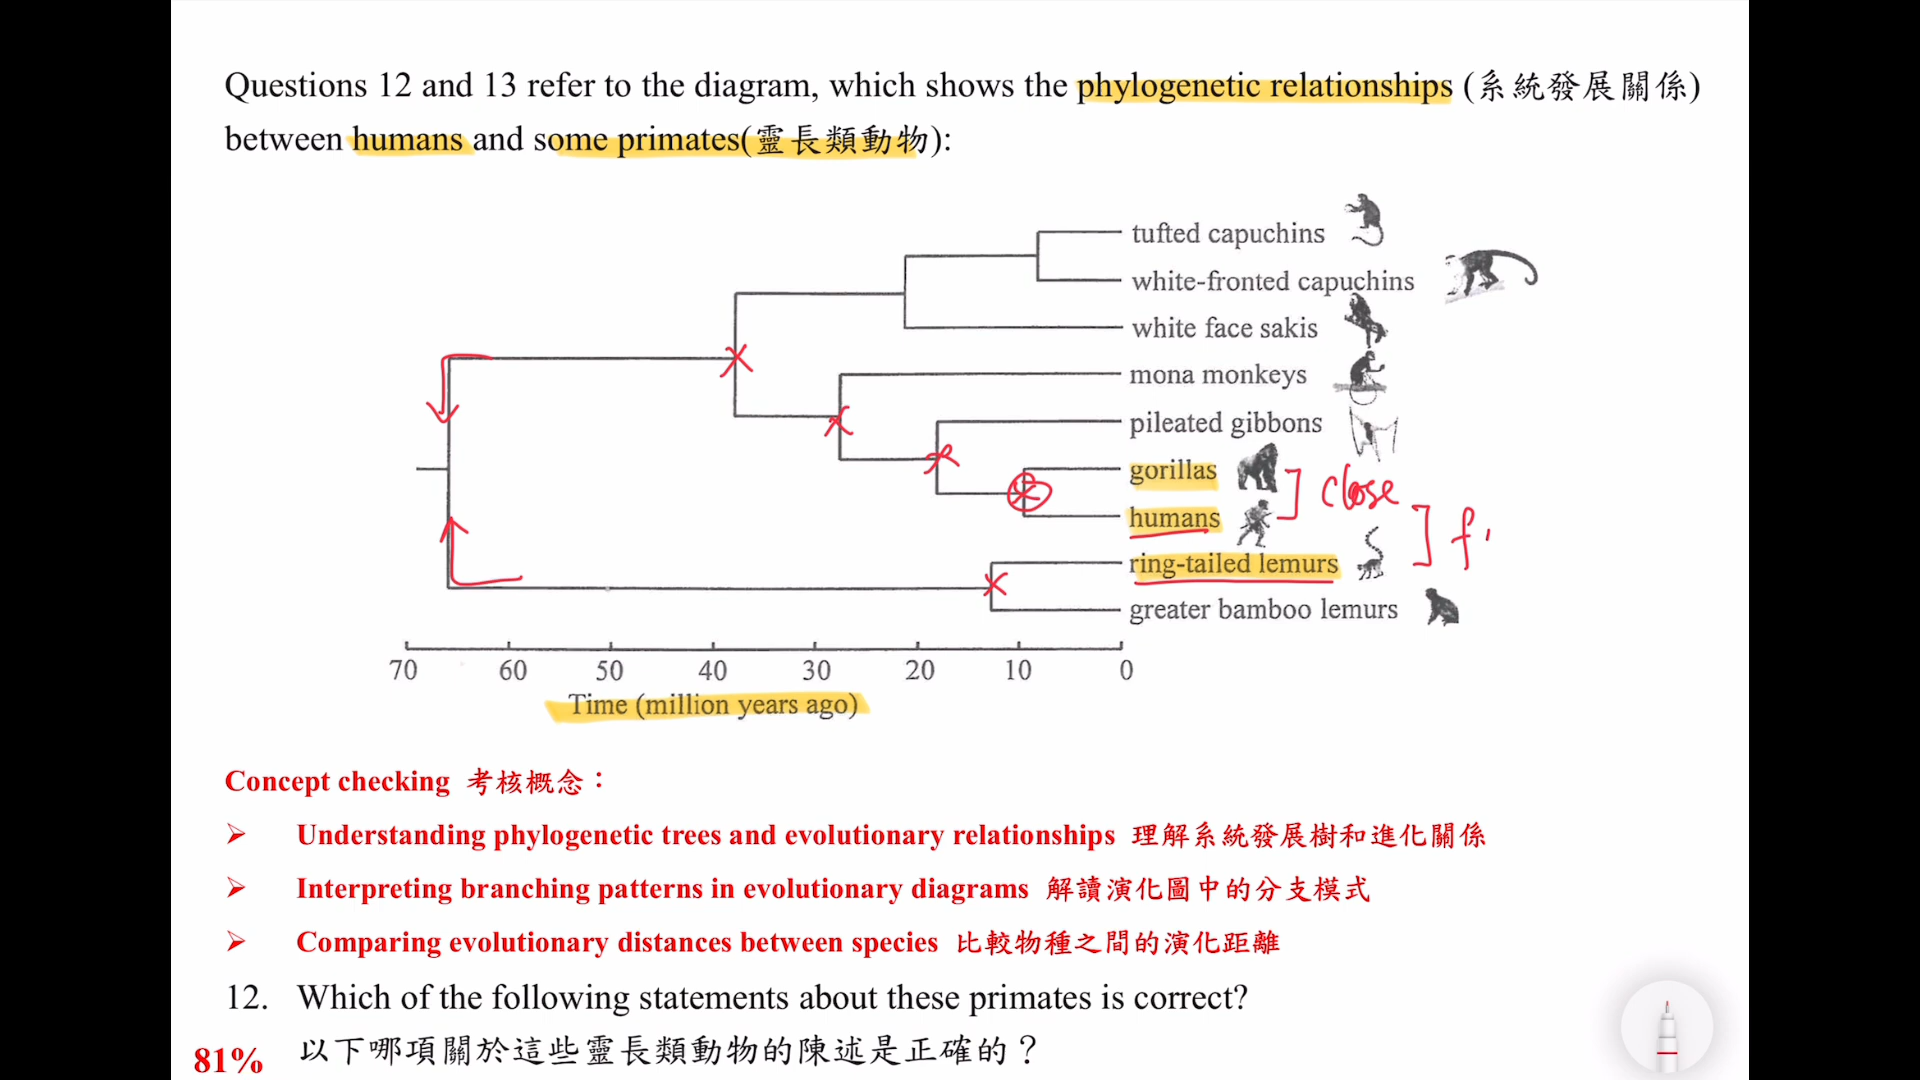 Questions 12 and 13 refer to the diagram, which shows the phylogenetic relationships (系統發展關係)
between humans and some primates(靈長類動物):
tufted capuchins
white-fronted capuchins
white face sakis
mona monkeys
pileated gibbons
gorillas
close
humans
f
ring-tailed lemurs
greater bamboo lemurs
70 60 50 40 30 20 10 0
Time (million years ago)
Concept checking 考核概念：
➢ Understanding phylogenetic trees and evolutionary relationships 理解系統發展樹和進化關係
➢ Interpreting branching patterns in evolutionary diagrams 解讀演化圖中的分支模式
➢ Comparing evolutionary distances between species 比較物種之間的演化距離
12. Which of the following statements about these primates is correct?
81% 以下哪項關於這些靈長類動物的陳述是正確的？